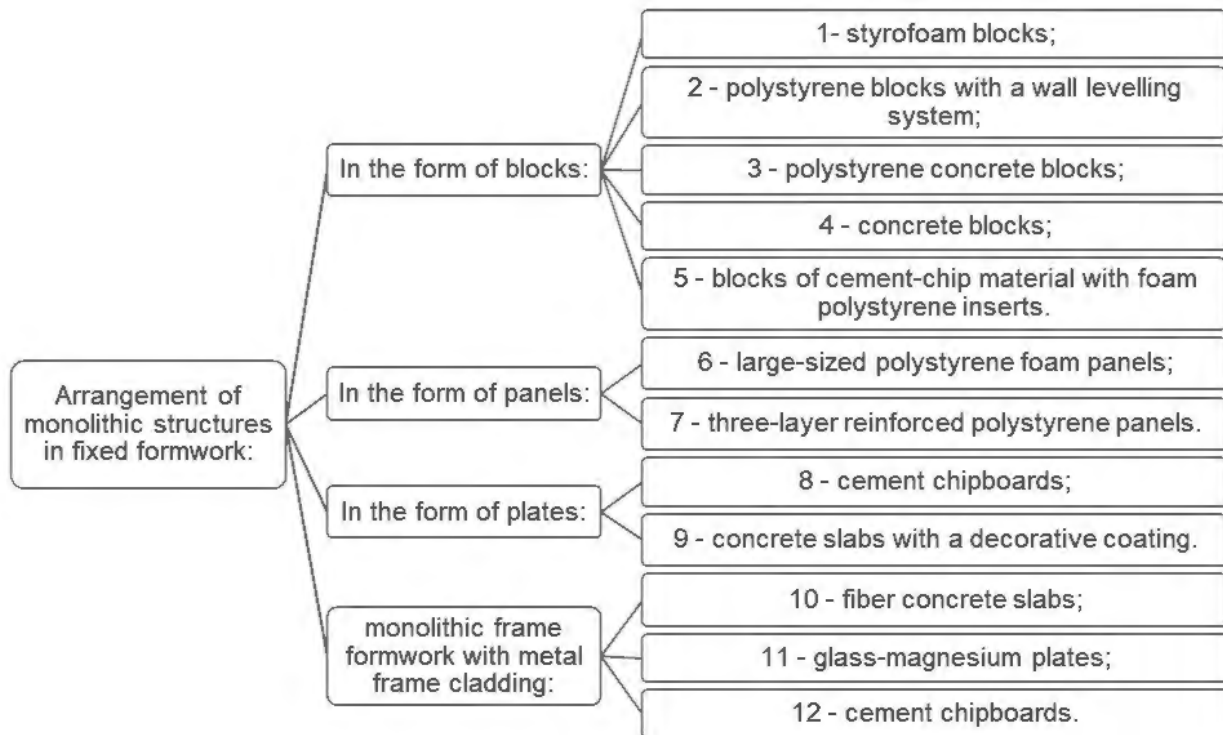 Arrangement of
monolithic structures
in fixed formwork:
In the form of blocks:
1- styrofoam blocks;
2 - polystyrene blocks with a wall levelling
system;
3 - polystyrene concrete blocks;
4 - concrete blocks;
5 - blocks of cement-chip material with foam
polystyrene inserts.
In the form of panels:
6 - large-sized polystyrene foam panels;
7 - three-layer reinforced polystyrene panels.
In the form of plates:
8 - cement chipboards;
9 - concrete slabs with a decorative coating.
monolithic frame
formwork with metal
frame cladding:
10 - fiber concrete slabs;
11 - glass-magnesium plates;
12 - cement chipboards.